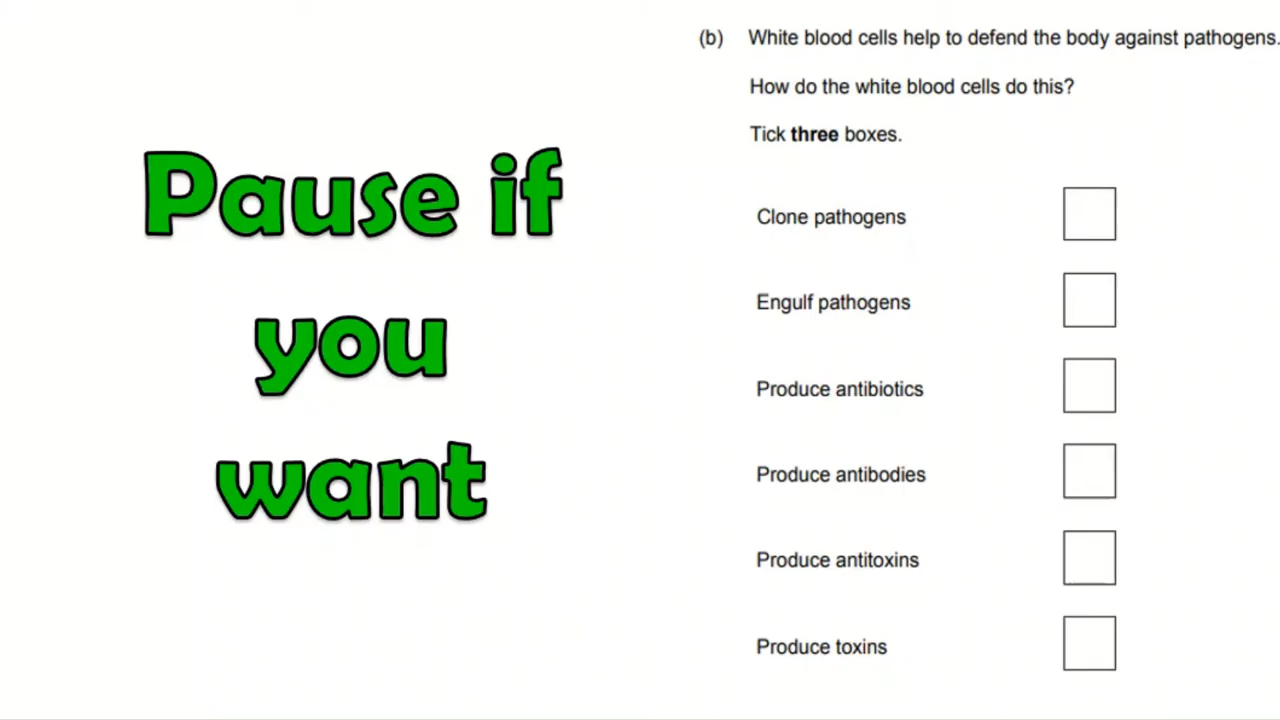 Pause if
you
want
(b) White blood cells help to defend the body against pathogens.
How do the white blood cells do this?
Tick three boxes.
Clone pathogens
Engulf pathogens
Produce antibiotics
Produce antibodies
Produce antitoxins
Produce toxins